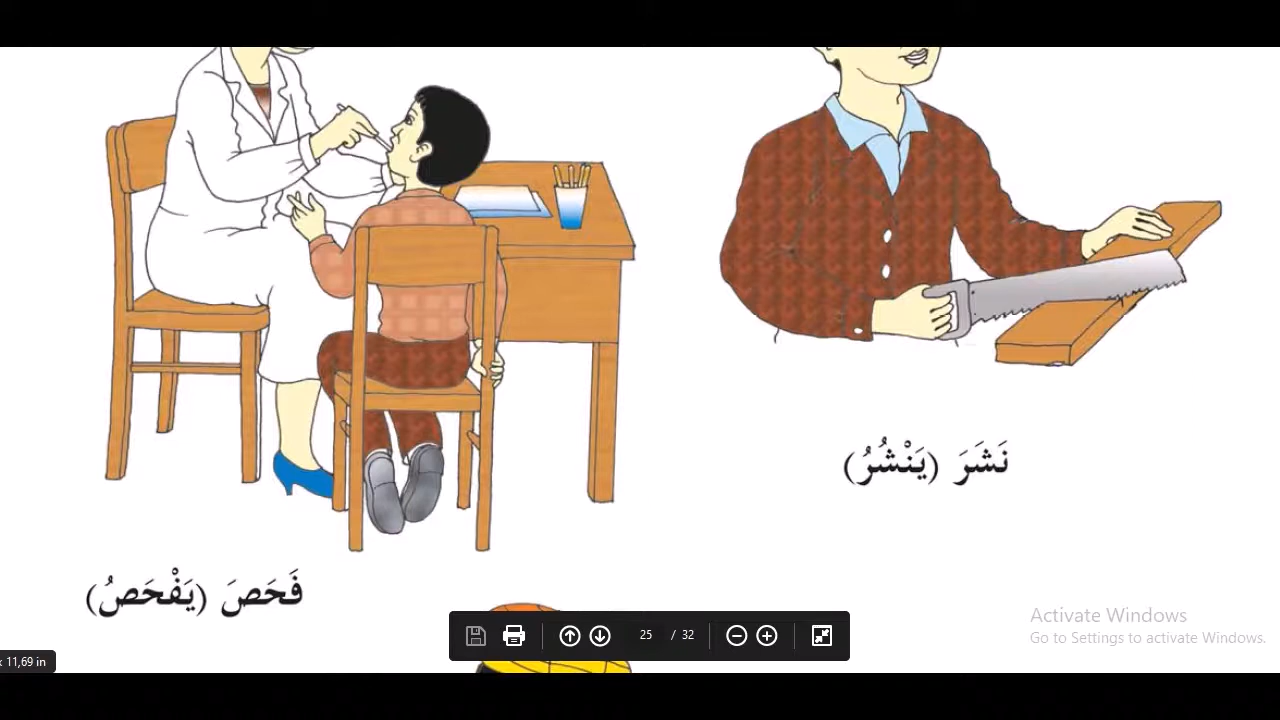 نَشَرَ (يَنْشُرُ)
فَحَصَ (يَفْحَصُ)
25 / 32
Activate Windows
Go to Settings to activate Windows.
x 11,69 in